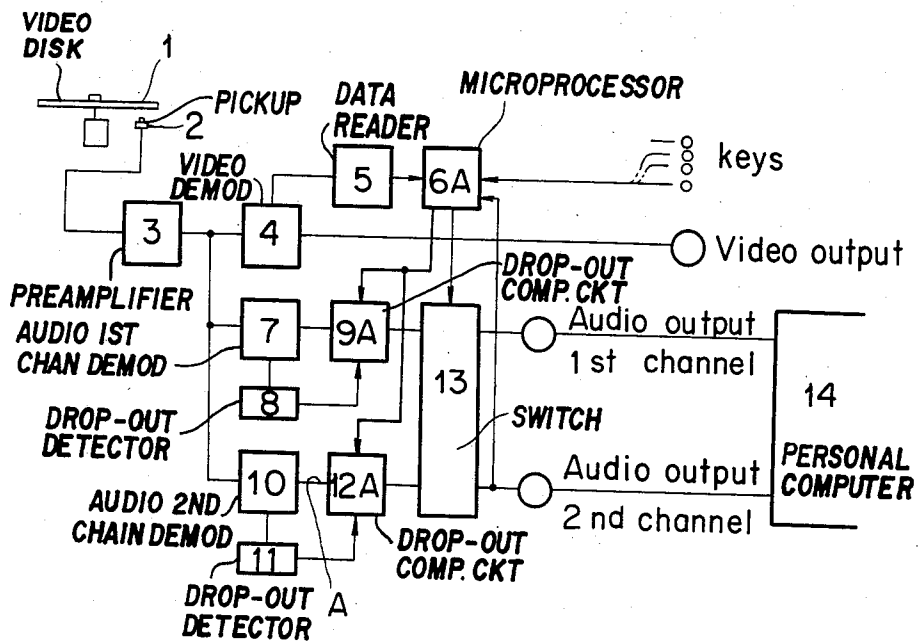 VIDEO
DISK
1
PICKUP
2
DATA
READER
MICROPROCESSOR
keys
VIDEO
DEMOD
5
6A
3
4
Video output
PREAMPLIFIER
DROP-OUT
COMP. CKT
AUDIO 1ST
CHAN DEMOD
7
9A
13
Audio output
1st channel
14
8
DROP-OUT
DETECTOR
SWITCH
PERSONAL
COMPUTER
10
12A
Audio output
2nd channel
AUDIO 2ND
CHAIN DEMOD
11
DROP-OUT
COMP. CKT
A
DROP-OUT
DETECTOR